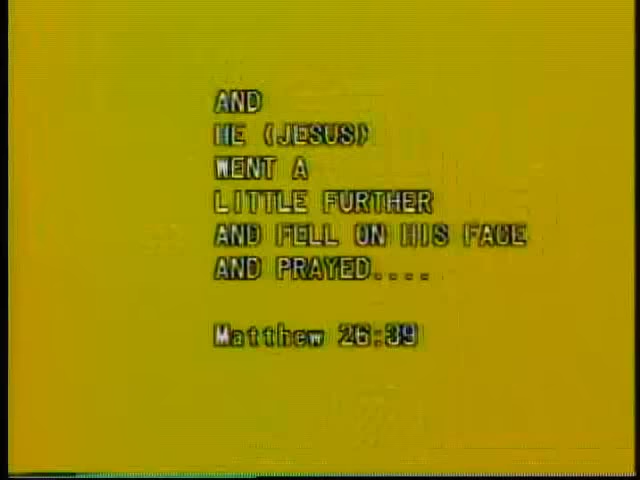 AND
HE (JESUS)
WENT A
LITTLE FURTHER
AND FELL ON HIS FACE
AND PRAYED....
Matthew 26:39